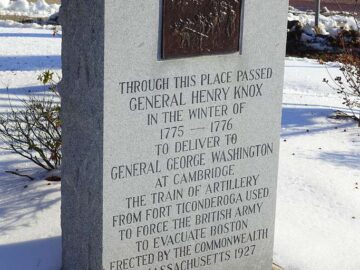 THROUGH THIS PLACE PASSED
GENERAL HENRY KNOX
IN THE WINTER OF
1775 — 1776
TO DELIVER TO
GENERAL GEORGE WASHINGTON
AT CAMBRIDGE
THE TRAIN OF ARTILLERY
FROM FORT TICONDEROGA USED
TO FORCE THE BRITISH ARMY
TO EVACUATE BOSTON
ERECTED BY THE COMMONWEALTH
MASSACHUSETTS 1927